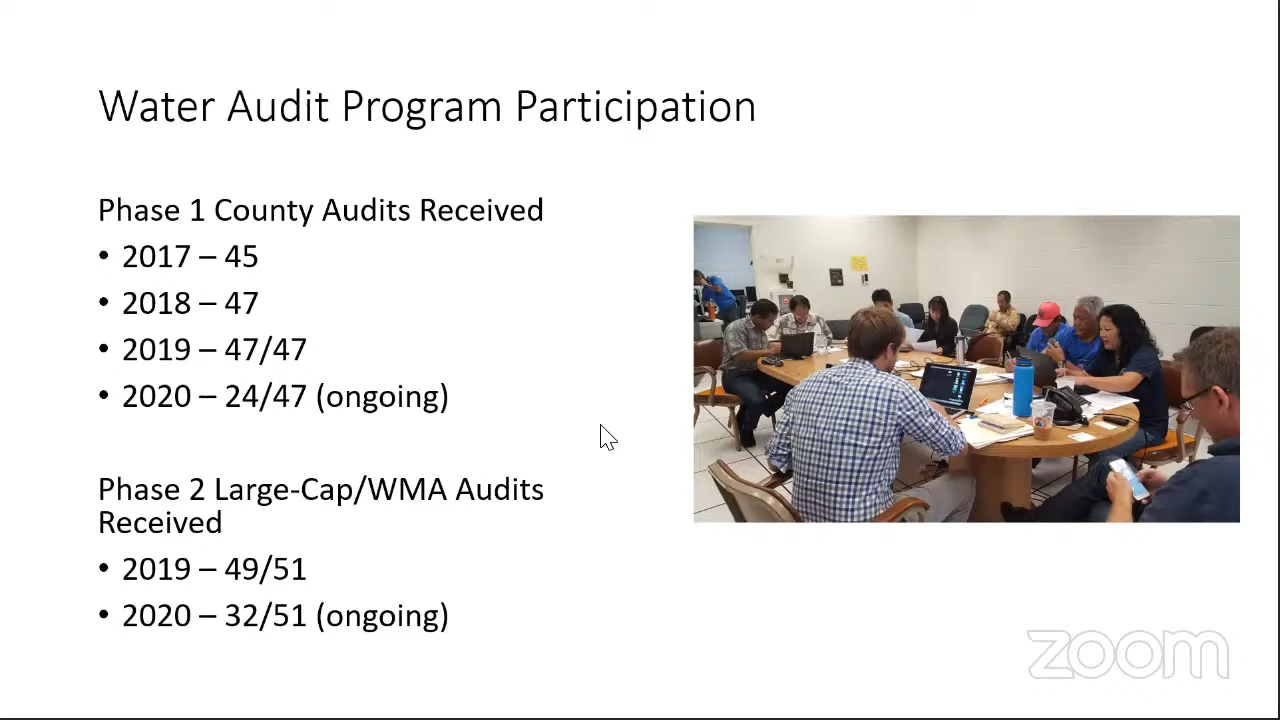 Water Audit Program Participation
Phase 1 County Audits Received
• 2017 – 45
• 2018 – 47
• 2019 – 47/47
• 2020 – 24/47 (ongoing)
Phase 2 Large-Cap/WMA Audits
Received
• 2019 – 49/51
• 2020 – 32/51 (ongoing)
zoom